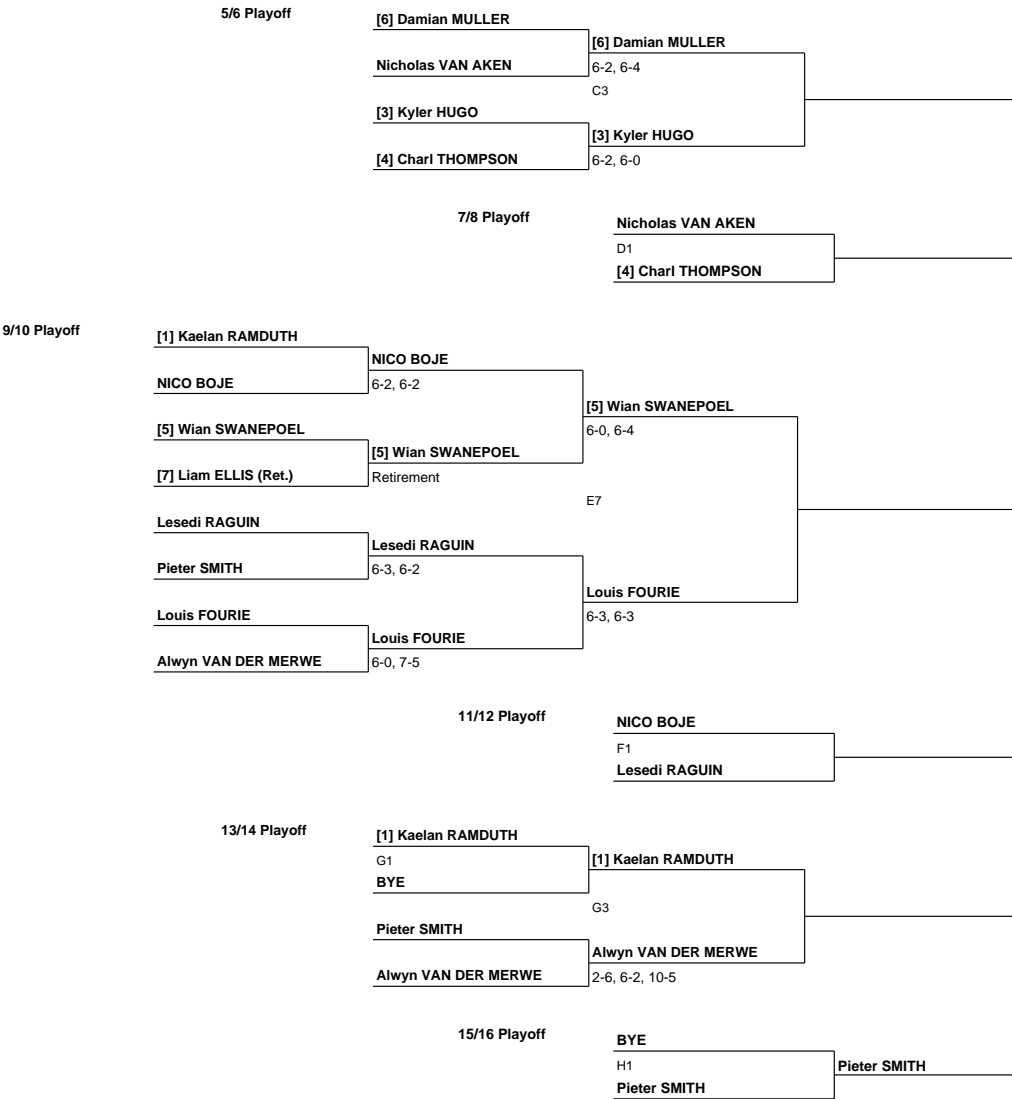 5/6 Playoff
[6] Damian MULLER
[6] Damian MULLER
Nicholas VAN AKEN
6-2, 6-4
C3
[3] Kyler HUGO
[3] Kyler HUGO
[4] Charl THOMPSON
6-2, 6-0
7/8 Playoff
Nicholas VAN AKEN
D1
[4] Charl THOMPSON
9/10 Playoff
[1] Kaelan RAMDUTH
NICO BOJE
NICO BOJE
6-2, 6-2
[5] Wian SWANEPOEL
[5] Wian SWANEPOEL
6-0, 6-4
[5] Wian SWANEPOEL
[7] Liam ELLIS (Ret.)
Retirement
E7
Lesedi RAGUIN
Lesedi RAGUIN
Pieter SMITH
6-3, 6-2
Louis FOURIE
Louis FOURIE
6-3, 6-3
Louis FOURIE
Alwyn VAN DER MERWE
6-0, 7-5
11/12 Playoff
NICO BOJE
F1
Lesedi RAGUIN
13/14 Playoff
[1] Kaelan RAMDUTH
G1
[1] Kaelan RAMDUTH
BYE
G3
Pieter SMITH
Alwyn VAN DER MERWE
Alwyn VAN DER MERWE
2-6, 6-2, 10-5
15/16 Playoff
BYE
H1
Pieter SMITH
Pieter SMITH